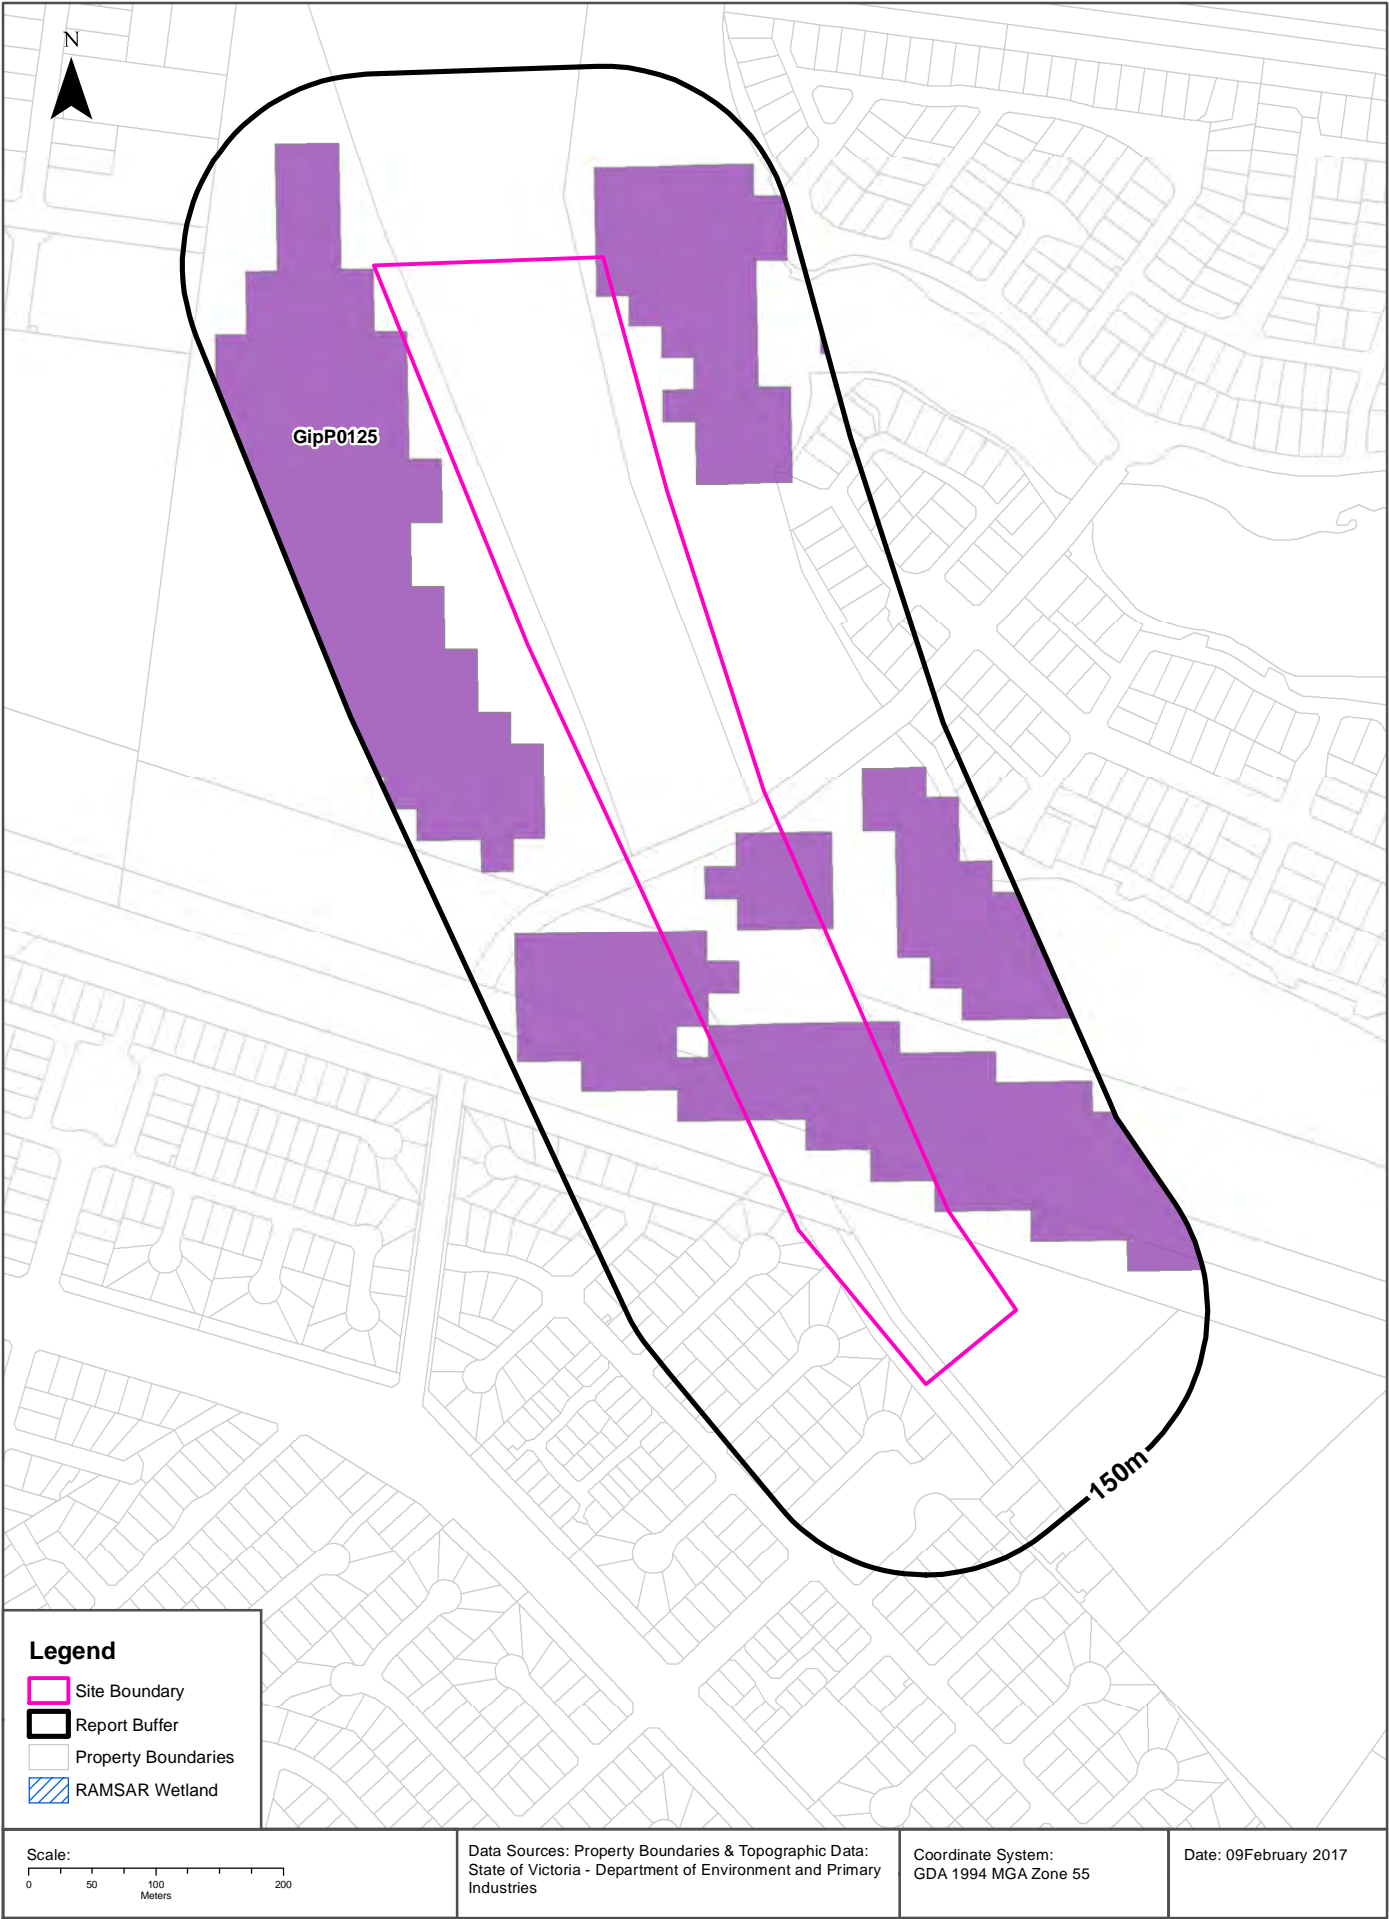 N
GipP0125
150m
Legend
Site Boundary
Report Buffer
Property Boundaries
RAMSAR Wetland
Scale:
0 50 100 200
Meters
Data Sources: Property Boundaries & Topographic Data:
State of Victoria - Department of Environment and Primary
Industries
Coordinate System:
GDA 1994 MGA Zone 55
Date: 09February 2017